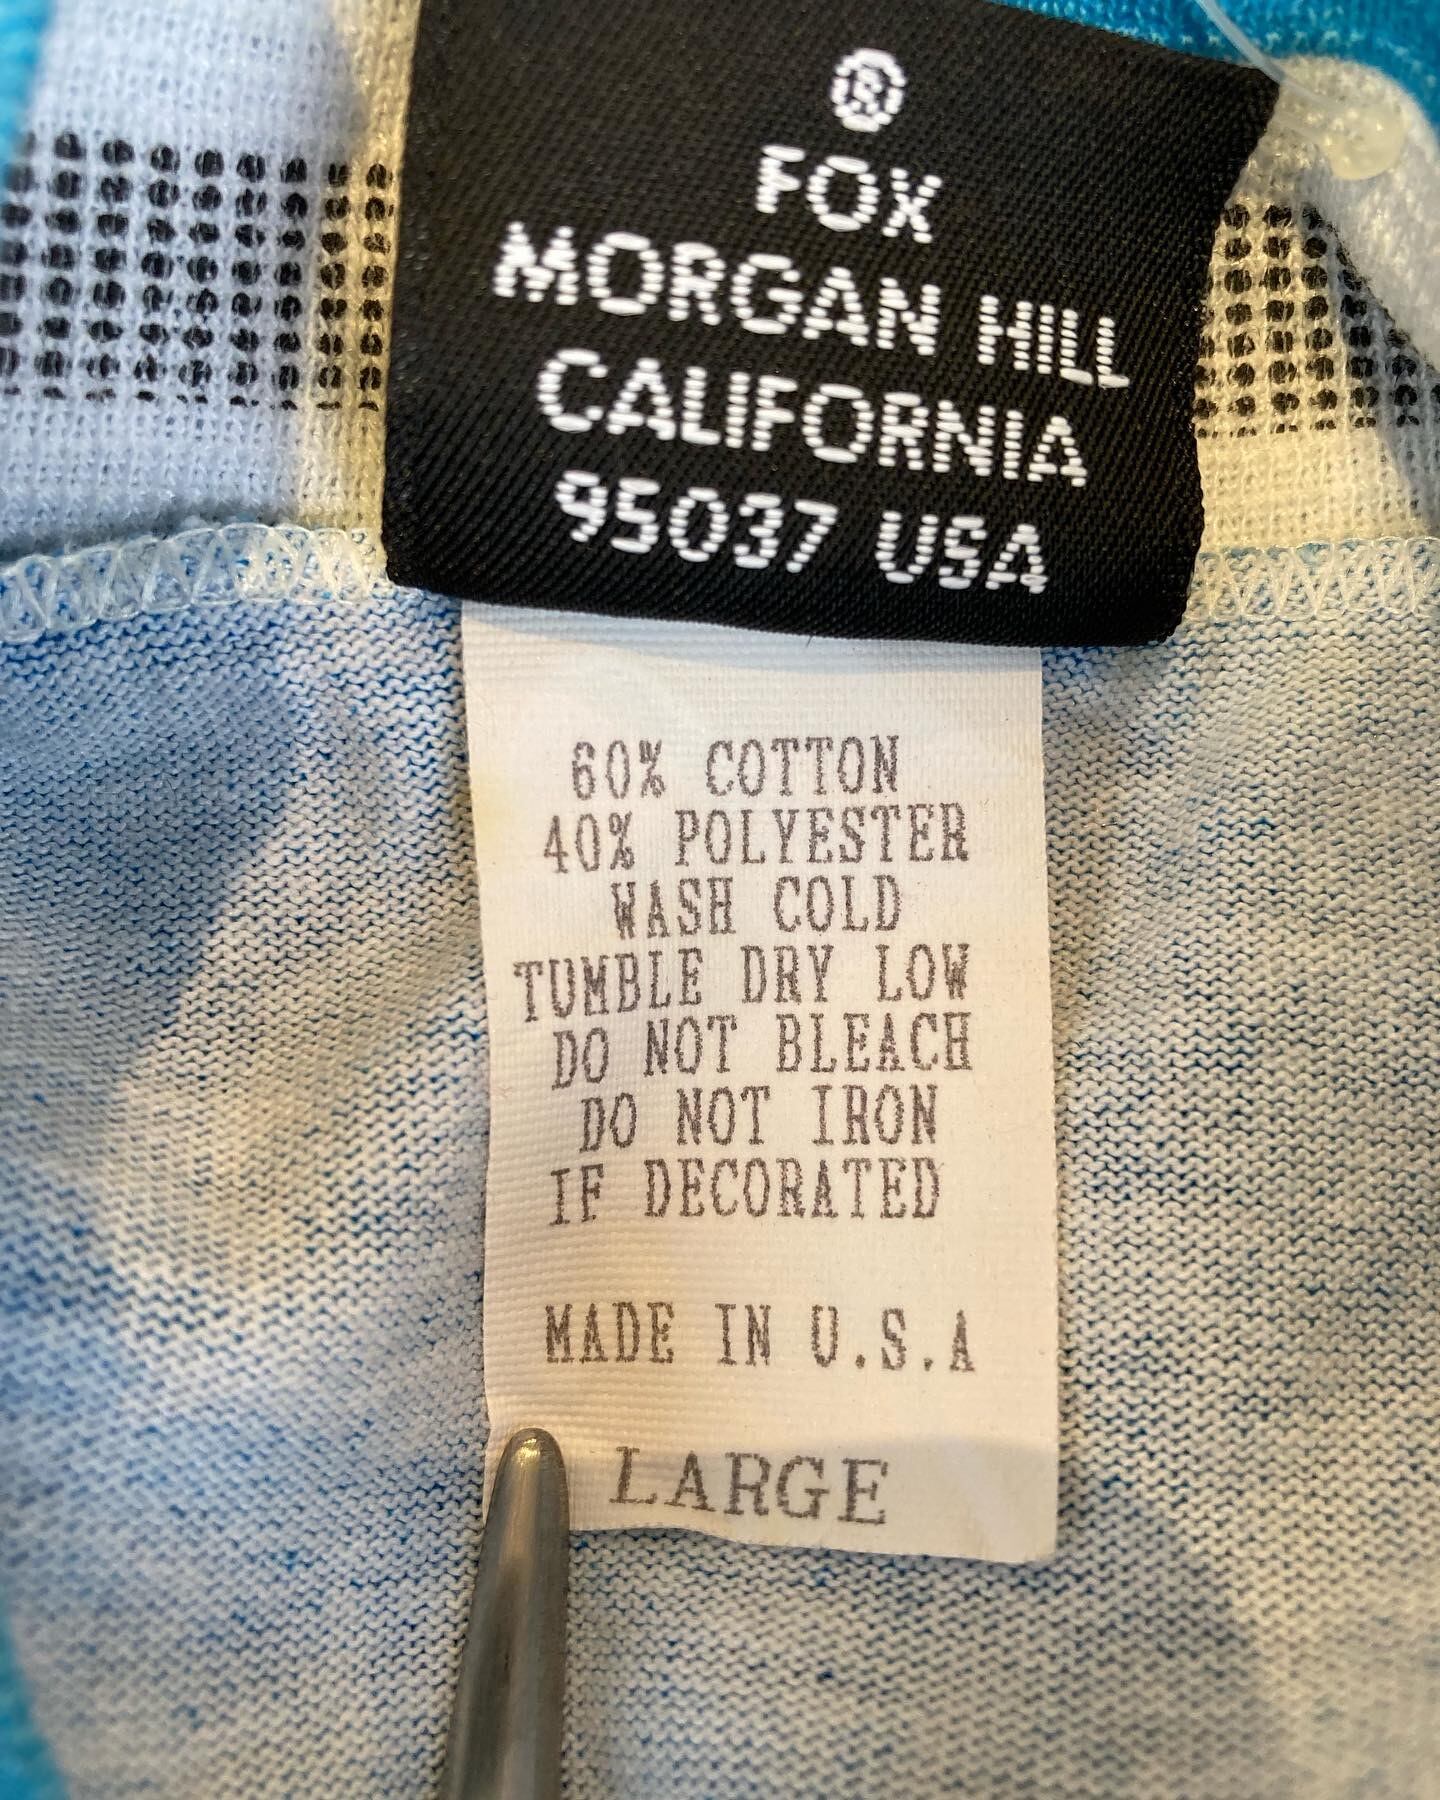 ®
FOX
MORGAN HILL
CALIFORNIA
95037 USA
60% COTTON
40% POLYESTER
WASH COLD
TUMBLE DRY LOW
DO NOT BLEACH
DO NOT IRON
IF DECORATED
MADE IN U.S.A
LARGE